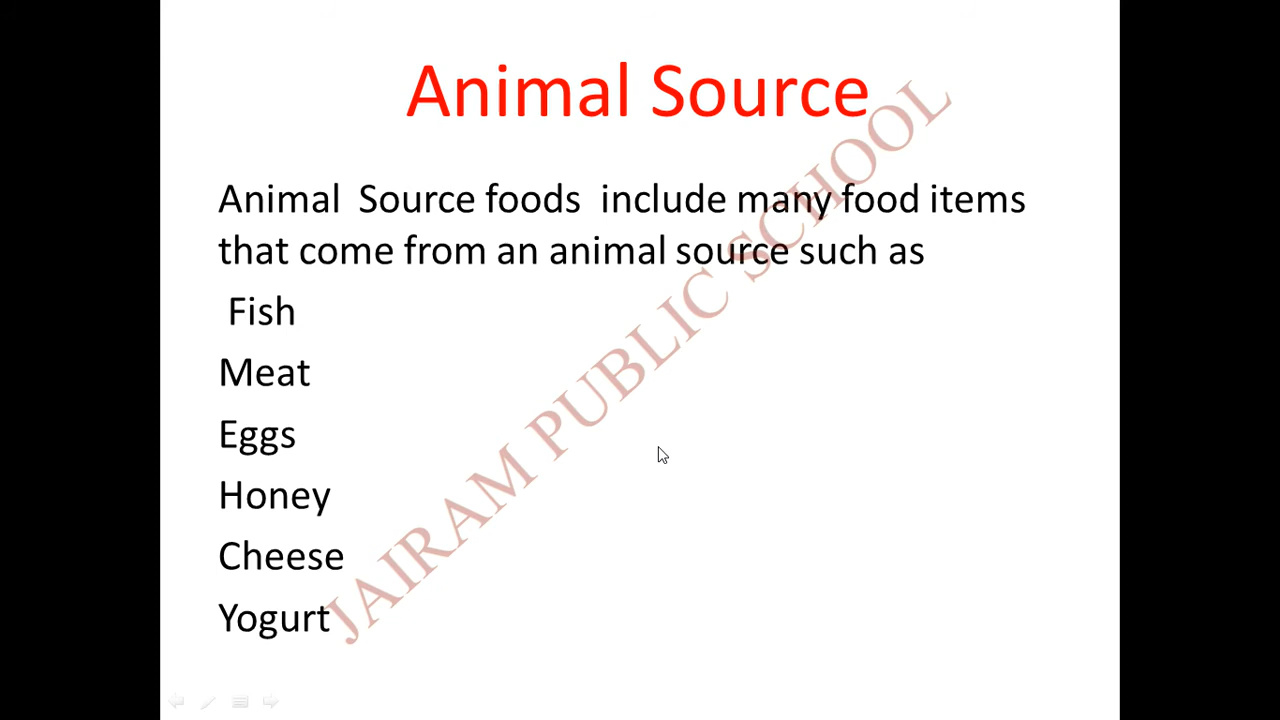 Animal Source
Animal Source foods include many food items
that come from an animal source such as
Fish
Meat
Eggs
Honey
Cheese
Yogurt
JAIRAM PUBLIC SCHOOL